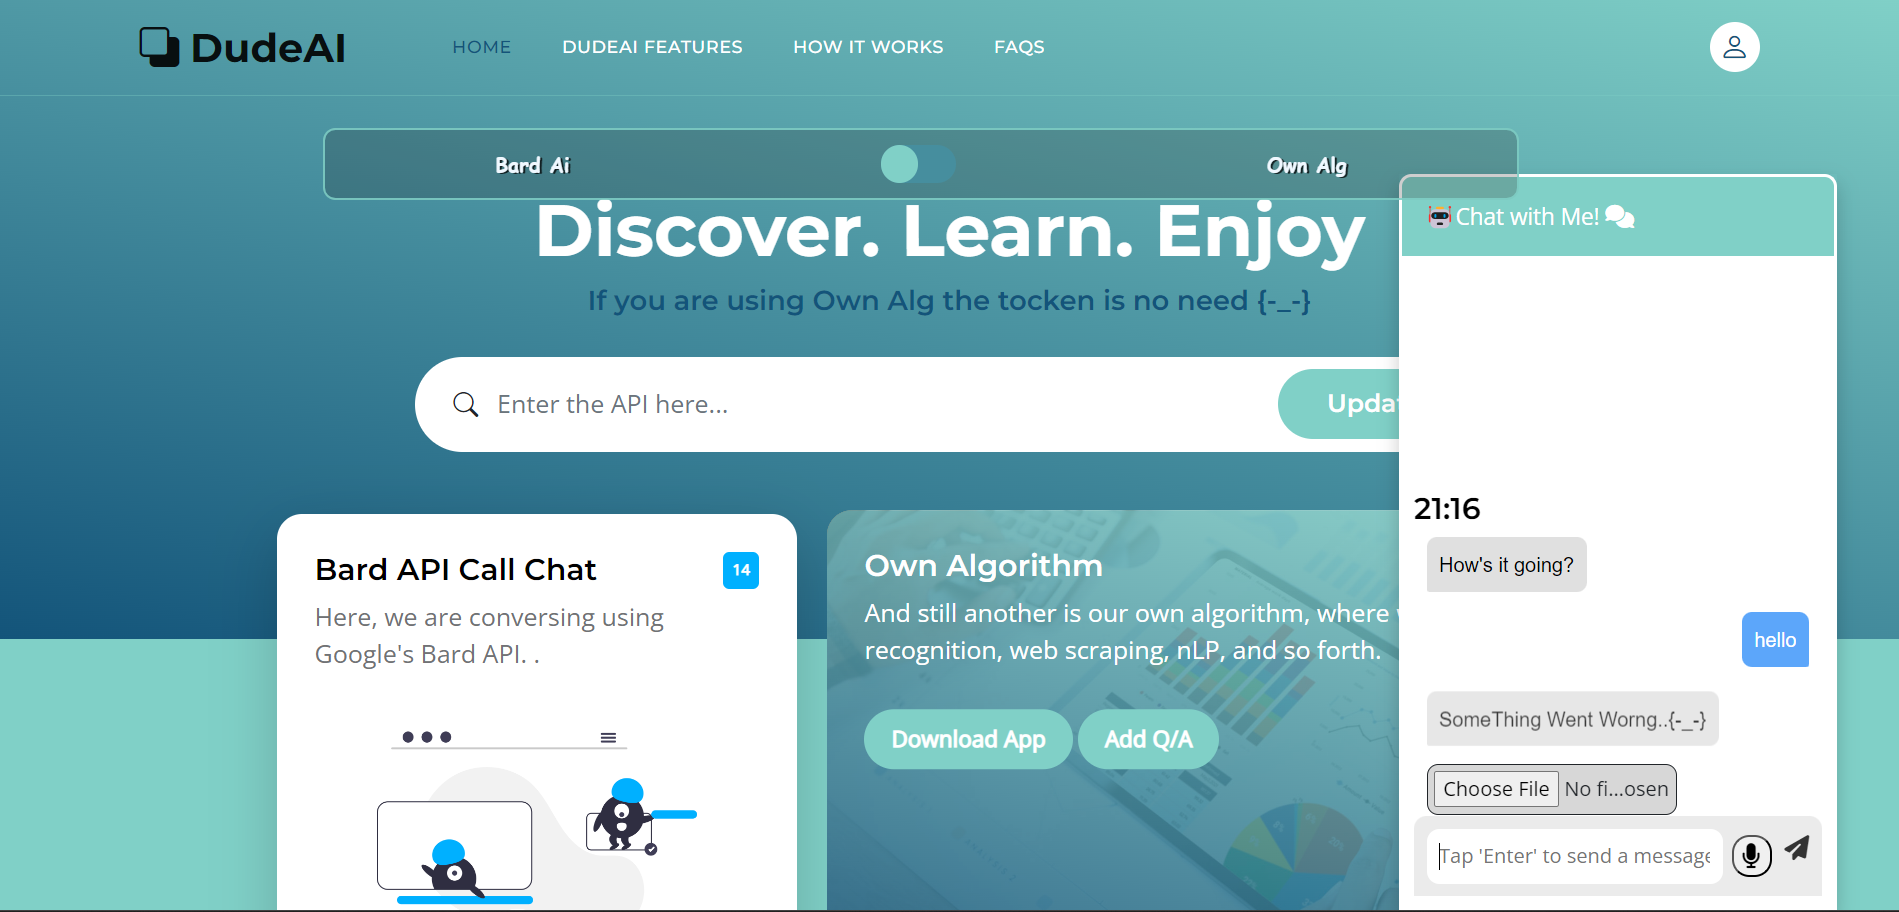 DudeAI
HOME
DUDEAI FEATURES
HOW IT WORKS
FAQS
Bard Ai
Own Alg
Discover. Learn. Enjoy
If you are using Own Alg the tocken is no need {-_-}
Enter the API here...
Updat
Bard API Call Chat
14
Here, we are conversing using
Google's Bard API. .
Own Algorithm
And still another is our own algorithm, where
recognition, web scraping, nLP, and so forth.
Download App
Add Q/A
Chat with Me!
21:16
How's it going?
hello
SomeThing Went Worng..{-_-}
Choose File
No fi...osen
Tap 'Enter' to send a message